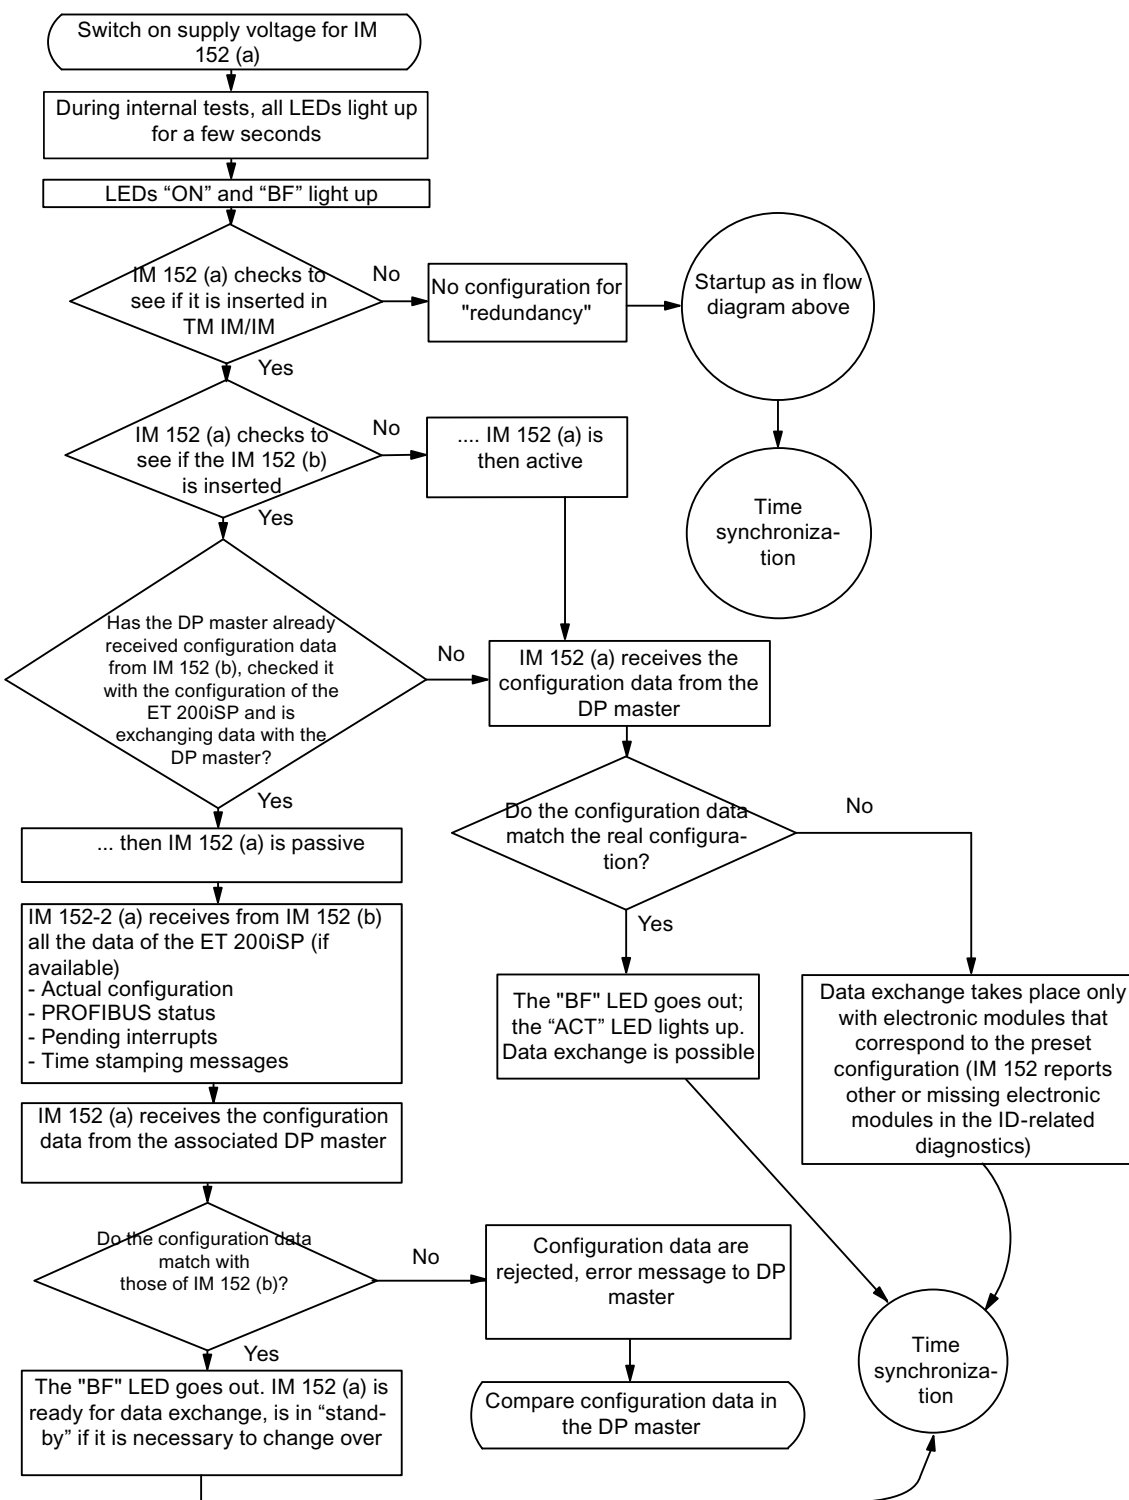 Switch on supply voltage for IM
152 (a)
During internal tests, all LEDs light up
for a few seconds
LEDs “ON” and “BF” light up
IM 152 (a) checks to
see if it is inserted in
TM IM/IM
No
No configuration for
"redundancy"
Startup as in flow
diagram above
Yes
IM 152 (a) checks to
see if the IM 152 (b)
is inserted
No
.... IM 152 (a) is
then active
Time
synchroniza-
tion
Yes
Has the DP master already
received configuration data
from IM 152 (b), checked it
with the configuration of the
ET 200iSP and is
exchanging data with the
DP master?
No
IM 152 (a) receives the
configuration data from the
DP master
Yes
Do the configuration data
match the real configura-
tion?
No
... then IM 152 (a) is passive
IM 152-2 (a) receives from IM 152 (b)
all the data of the ET 200iSP (if
available)
- Actual configuration
- PROFIBUS status
- Pending interrupts
- Time stamping messages
Yes
The "BF" LED goes out;
the “ACT” LED lights up.
Data exchange is possible
Data exchange takes place only
with electronic modules that
correspond to the preset
configuration (IM 152 reports
other or missing electronic
modules in the ID-related
diagnostics)
IM 152 (a) receives the configuration
data from the associated DP master
Do the configuration data
match with
those of IM 152 (b)?
No
Configuration data are
rejected, error message to DP
master
Yes
The "BF" LED goes out. IM 152 (a) is
ready for data exchange, is in “stand-
by” if it is necessary to change over
Compare configuration data in
the DP master
Time
synchroniza-
tion